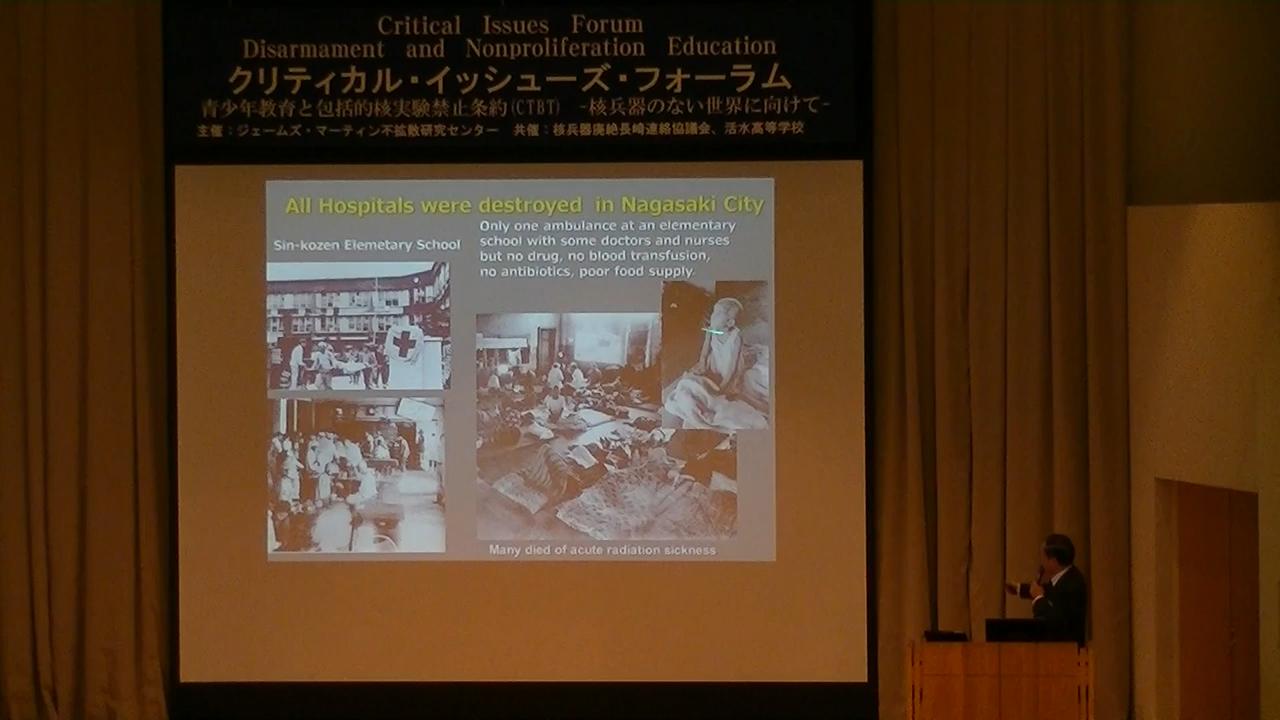 Critical Issues Forum
Disarmament and Nonproliferation Education
クリティカル・イッシューズ・フォーラム
青少年教育と包括的核実験禁止条約(CTBT) -核兵器のない世界に向けて-
主催：ジェームズ・マーティン不拡散研究センター 共催：核兵器廃絶長崎連絡協議会、活水高等学校
All Hospitals were destroyed in Nagasaki City
Sin-kozen Elemetary School
Only one ambulance at an elementary
school with some doctors and nurses
but no drug, no blood transfusion,
no antibiotics, poor food supply.
Many died of acute radiation sickness